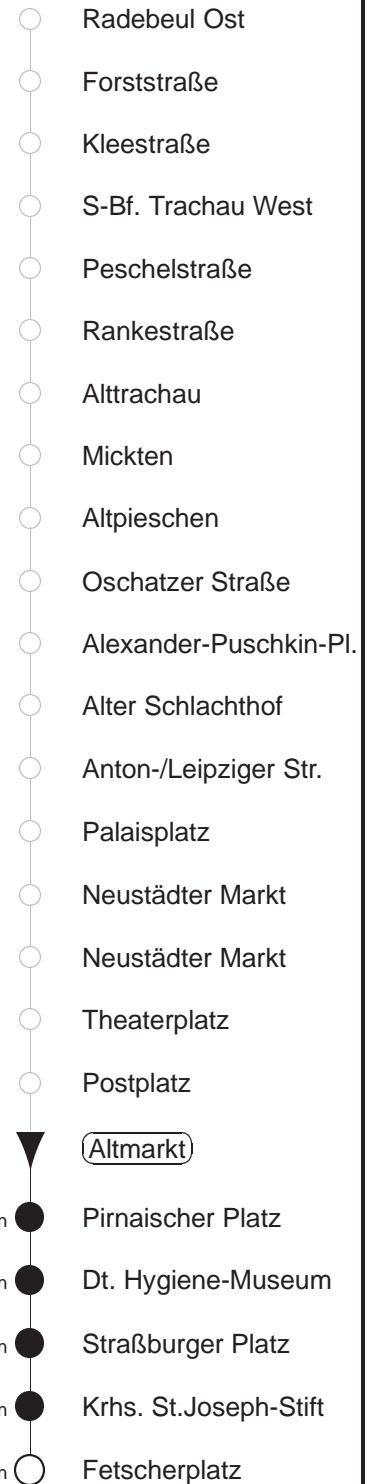 Radebeul Ost
Forststraße
Kleestraße
S-Bf. Trachau West
Peschelstraße
Rankestraße
Alttrachau
Mickten
Altpieschen
Oschatzer Straße
Alexander-Puschkin-Pl.
Alter Schlachthof
Anton-/Leipziger Str.
Palaisplatz
Neustädter Markt
Neustädter Markt
Theaterplatz
Postplatz
Altmarkt
Pirnaischer Platz
Dt. Hygiene-Museum
Straßburger Platz
Krhs. St.Joseph-Stift
Fetscherplatz